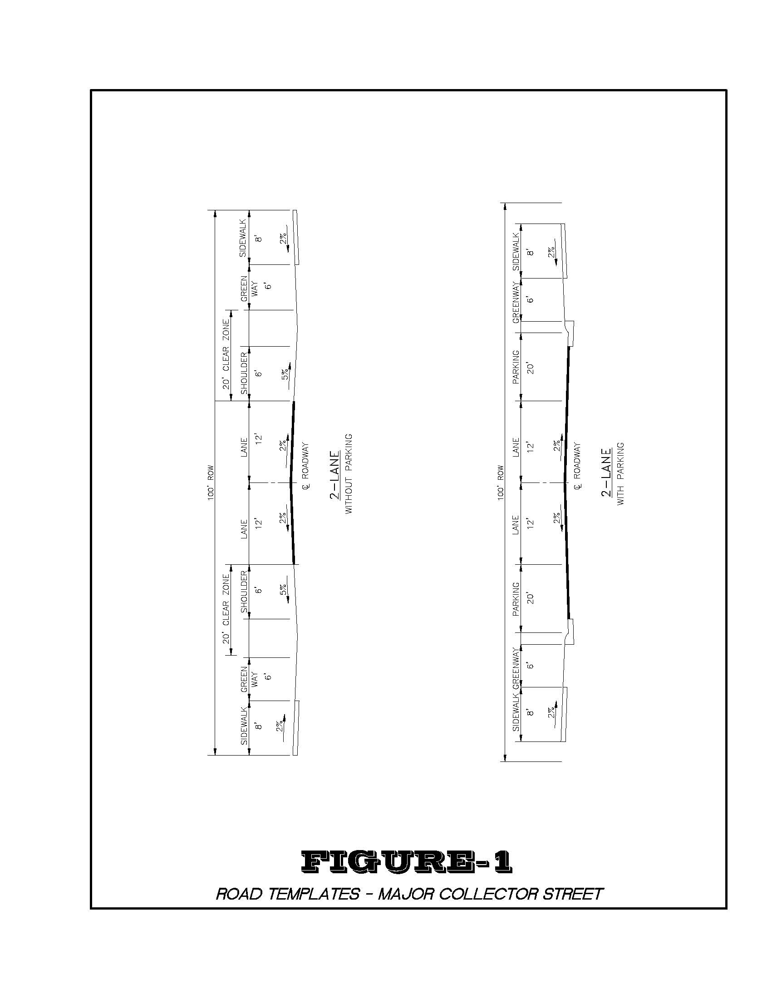 100' ROW
20' CLEAR ZONE
20' CLEAR ZONE
SIDEWALK
GREEN
WAY
SHOULDER
LANE
LANE
SHOULDER
GREEN
WAY
SIDEWALK
8'
6'
6'
12'
12'
6'
6'
8'
2%
5%
2%
2%
5%
2%
℄ ROADWAY
2-LANE
WITHOUT PARKING
100' ROW
SIDEWALK
GREENWAY
PARKING
LANE
LANE
PARKING
GREENWAY
SIDEWALK
8'
6'
20'
12'
12'
20'
6'
8'
2%
2%
2%
2%
℄ ROADWAY
2-LANE
WITH PARKING
FIGURE-1
ROAD TEMPLATES - MAJOR COLLECTOR STREET